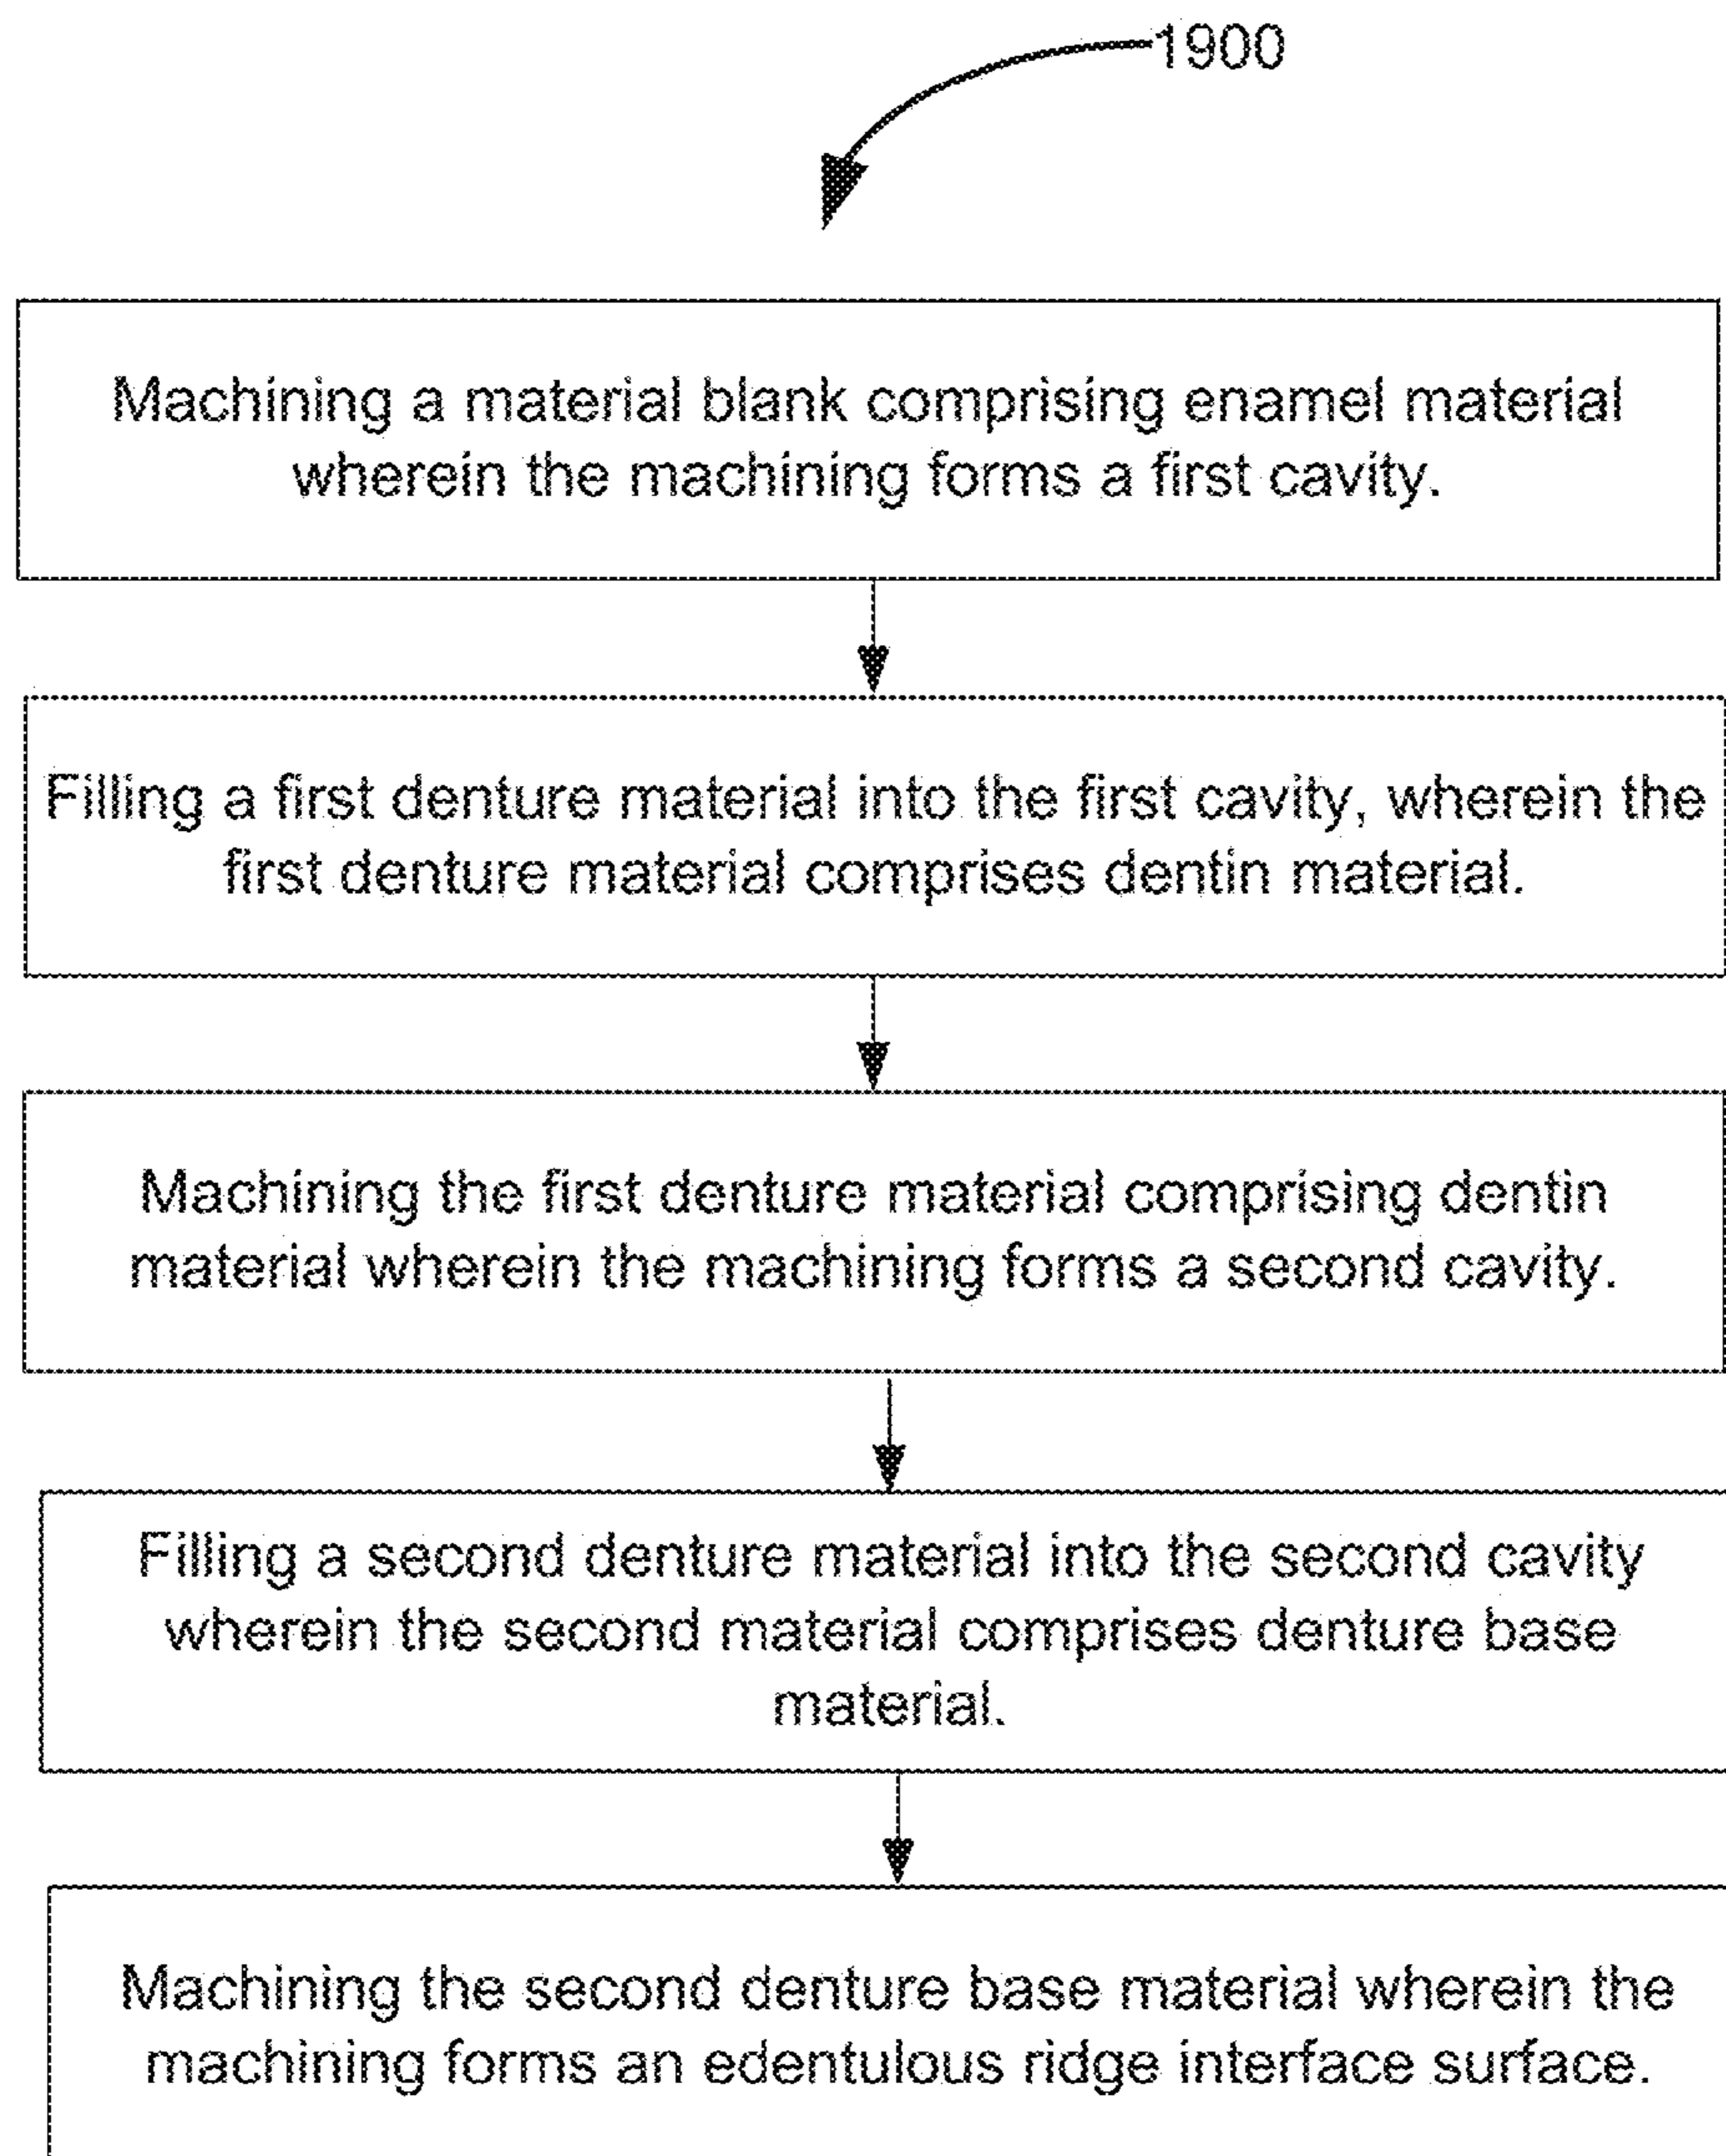 1900
Machining a material blank comprising enamel material
wherein the machining forms a first cavity.
Filling a first denture material into the first cavity, wherein the
first denture material comprises dentin material.
Machining the first denture material comprising dentin
material wherein the machining forms a second cavity.
Filling a second denture material into the second cavity
wherein the second material comprises denture base
material.
Machining the second denture base material wherein the
machining forms an edentulous ridge interface surface.